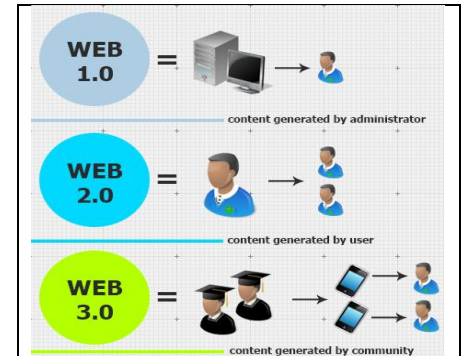 WEB
1.0
=
content generated by administrator
WEB
2.0
=
content generated by user
WEB
3.0
=
content generated by community